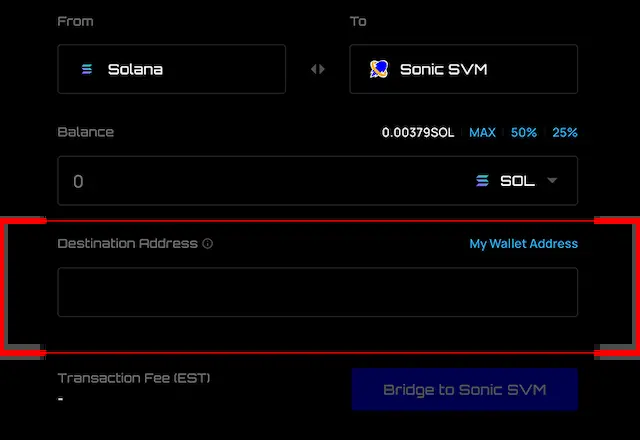 From To
Solana Sonic SVM
Balance 0.00379SOL MAX 50% 25%
0 SOL
Destination Address My Wallet Address
Transaction Fee (EST)
- Bridge to Sonic SVM